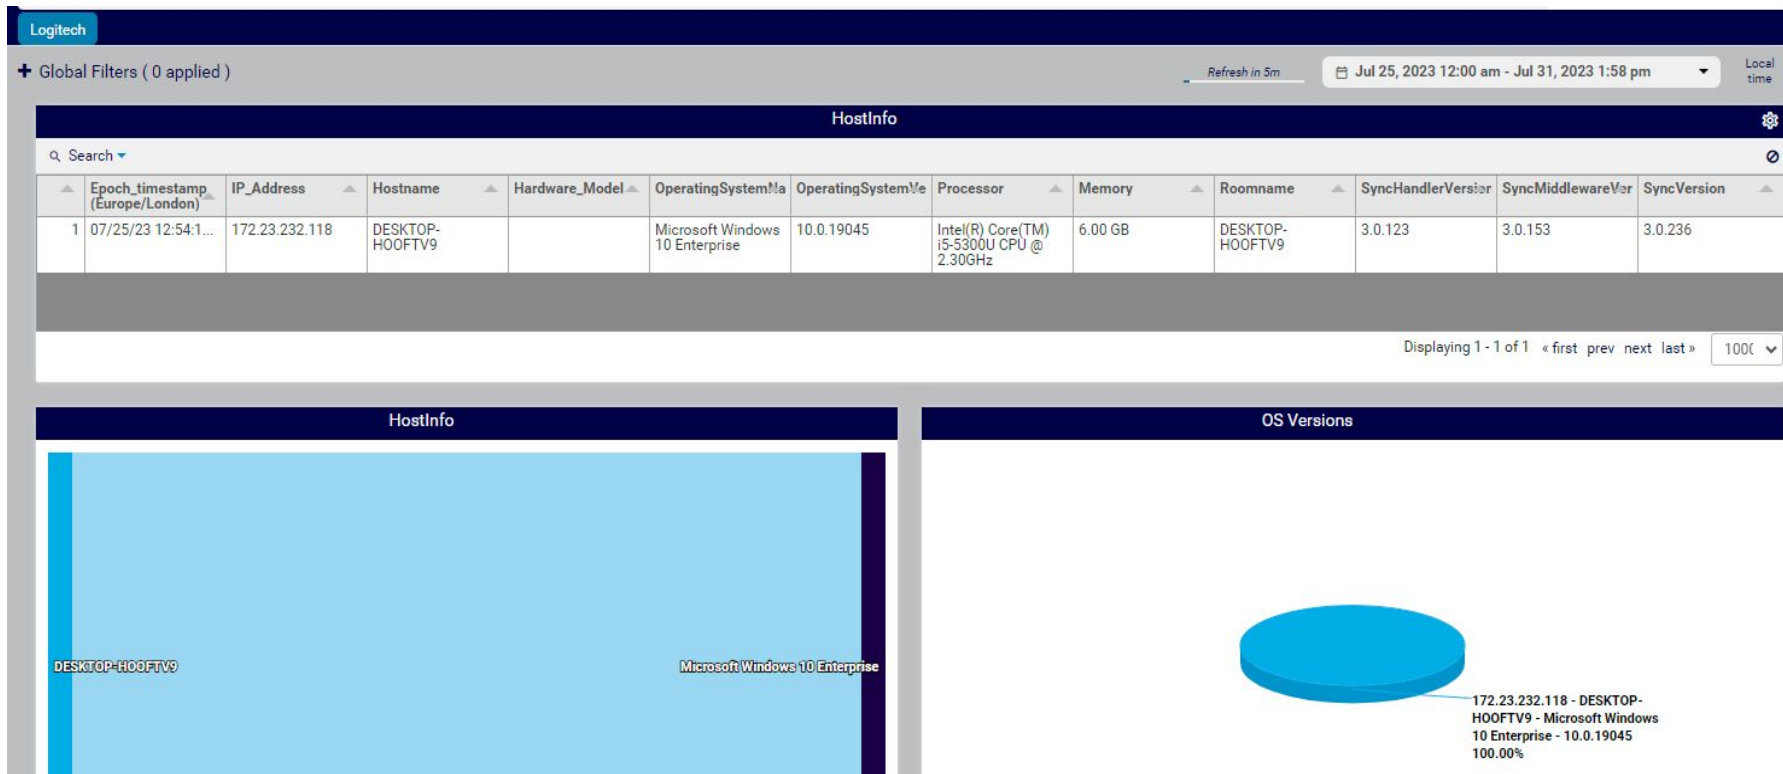 Logitech
Global Filters ( 0 applied )
Refresh in 5m
Jul 25, 2023 12:00 am - Jul 31, 2023 1:58 pm
Local
time
HostInfo
Search
Epoch_timestamp
(Europe/London)
IP_Address
Hostname
Hardware_Model
OperatingSystemNa
OperatingSystemVe
Processor
Memory
Roomname
SyncHandlerVersior
SyncMiddlewareVer
SyncVersion
1
07/25/23 12:54:1...
172.23.232.118
DESKTOP-
HOOFTV9
Microsoft Windows
10 Enterprise
10.0.19045
Intel(R) Core(TM)
i5-5300U CPU @
2.30GHz
6.00 GB
DESKTOP-
HOOFTV9
3.0.123
3.0.153
3.0.236
Displaying 1 - 1 of 1 « first prev next last »
100
HostInfo
DESKTOP-HOOFTV9
Microsoft Windows 10 Enterprise
OS Versions
172.23.232.118 - DESKTOP-
HOOFTV9 - Microsoft Windows
10 Enterprise - 10.0.19045
100.00%